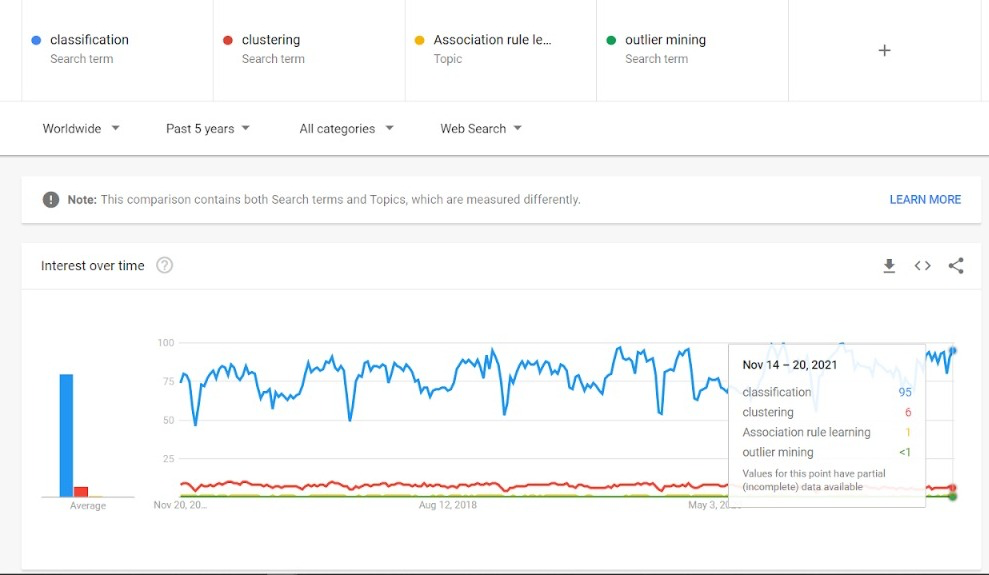 classification
Search term
clustering
Search term
Association rule le...
Topic
outlier mining
Search term
+
Worldwide
Past 5 years
All categories
Web Search
Note: This comparison contains both Search terms and Topics, which are measured differently.
LEARN MORE
Interest over time
100
75
50
25
Average
Nov 20, 20...
Aug 12, 2018
May 3,
Nov 14 – 20, 2021
classification 95
clustering 6
Association rule learning 1
outlier mining <1
Values for this point have partial
(incomplete) data available